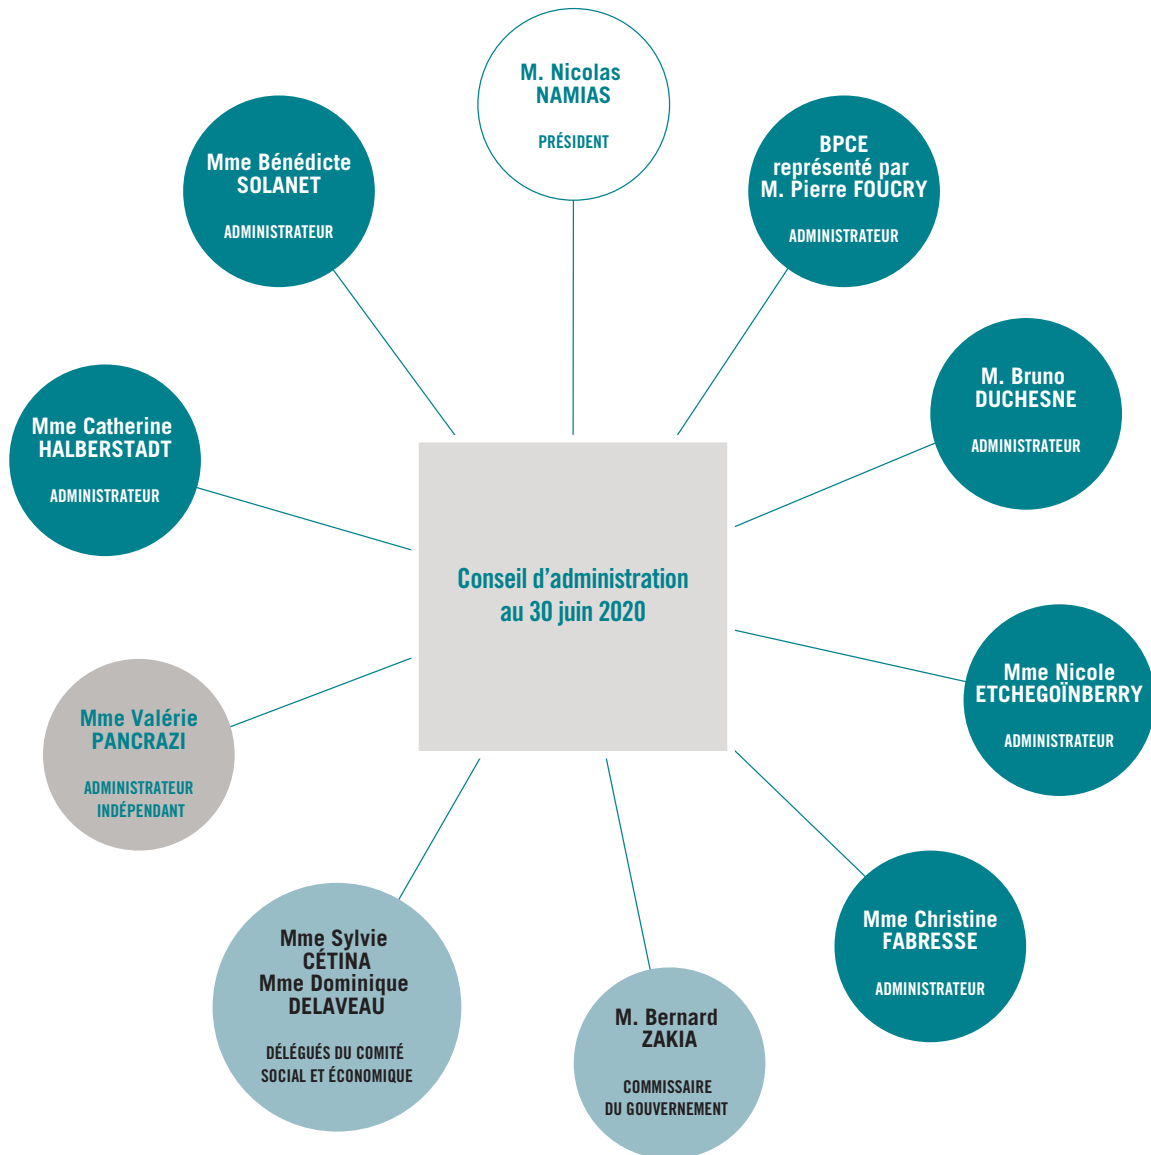 M. Nicolas
NAMIAS
PRÉSIDENT
BPCE
représenté par
M. Pierre FOUCRY
ADMINISTRATEUR
M. Bruno
DUCHESNE
ADMINISTRATEUR
Mme Nicole
ETCHEGOÏNBERRY
ADMINISTRATEUR
Mme Christine
FABRESSE
ADMINISTRATEUR
M. Bernard
ZAKIA
COMMISSAIRE
DU GOUVERNEMENT
Mme Sylvie
CÉTINA
Mme Dominique
DELAVEAU
DÉLÉGUÉS DU COMITÉ
SOCIAL ET ÉCONOMIQUE
Mme Valérie
PANCRAZI
ADMINISTRATEUR
INDÉPENDANT
Mme Catherine
HALBERSTADT
ADMINISTRATEUR
Mme Bénédicte
SOLANET
ADMINISTRATEUR
Conseil d'administration
au 30 juin 2020